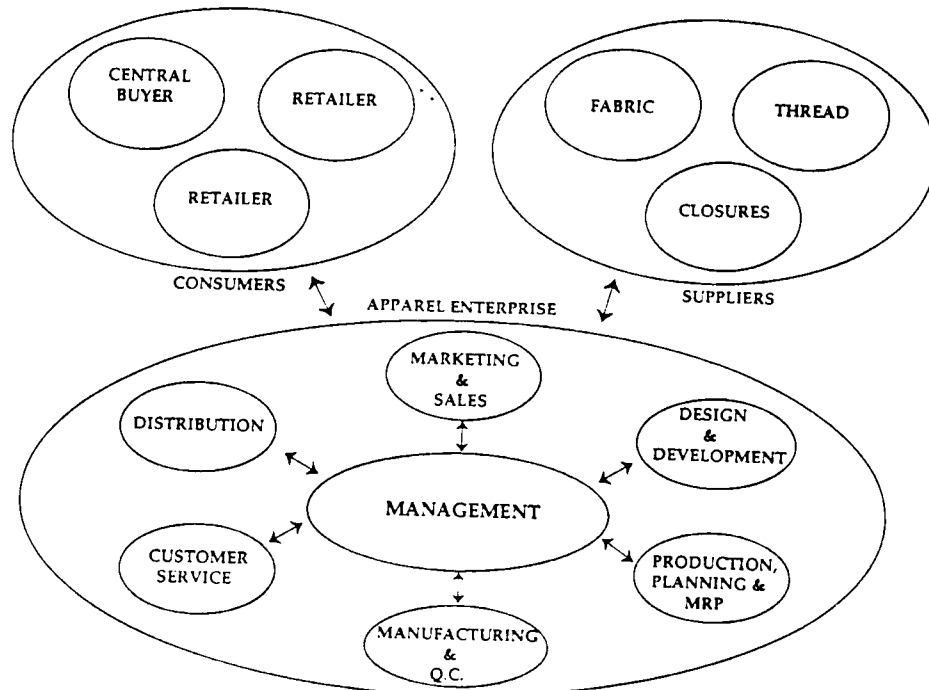 CENTRAL
BUYER
RETAILER
RETAILER
CONSUMERS
FABRIC
THREAD
CLOSURES
SUPPLIERS
APPAREL ENTERPRISE
MARKETING
&
SALES
DISTRIBUTION
DESIGN
&
DEVELOPMENT
MANAGEMENT
CUSTOMER
SERVICE
PRODUCTION,
PLANNING &
MRP
MANUFACTURING
&
Q.C.